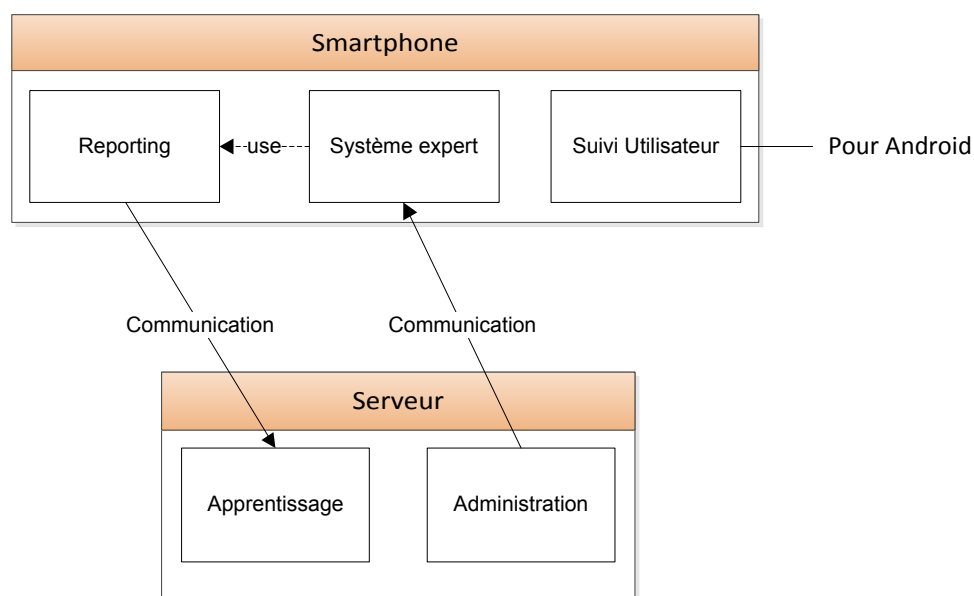 Smartphone
Reporting
use
Système expert
Suivi Utilisateur
Pour Android
Communication
Communication
Serveur
Apprentissage
Administration